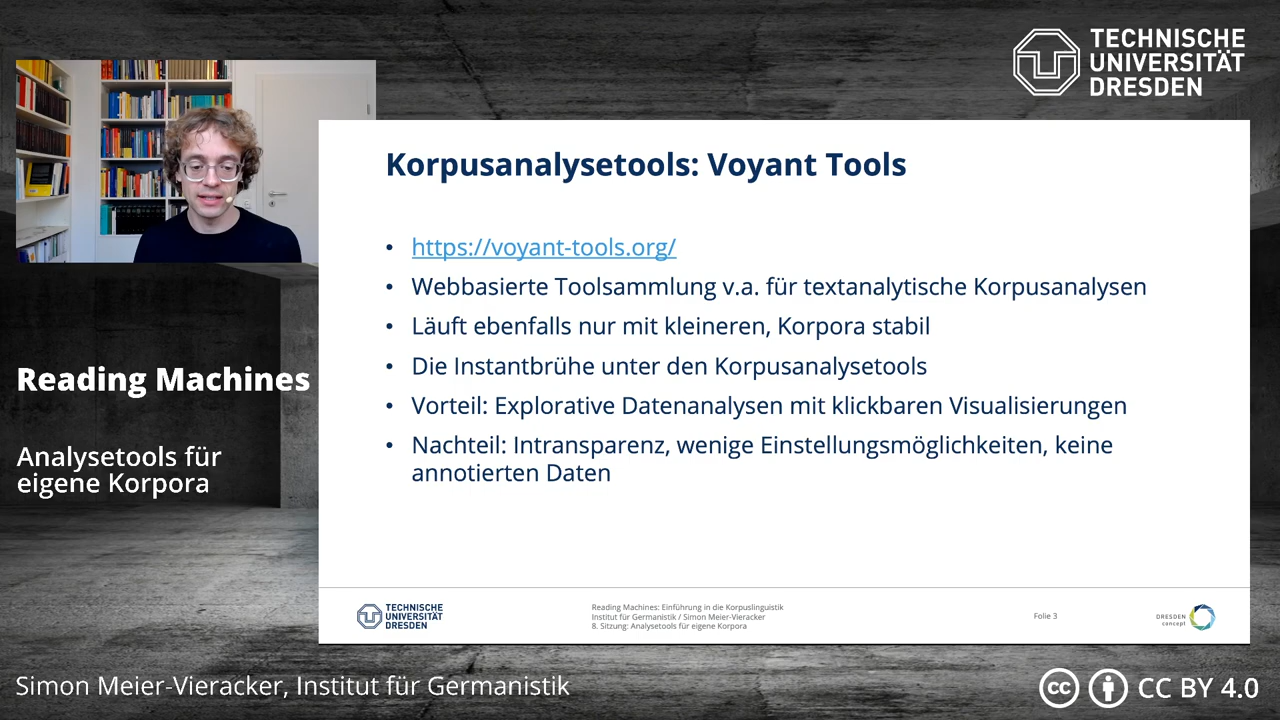 TECHNISCHE
UNIVERSITÄT
DRESDEN
Korpusanalysetools: Voyant Tools
• https://voyant-tools.org/
• Webbasierte Toolsammlung v.a. für textanalytische Korpusanalysen
• Läuft ebenfalls nur mit kleineren, Korpora stabil
• Die Instantbrühe unter den Korpusanalysetools
• Vorteil: Explorative Datenanalysen mit klickbaren Visualisierungen
• Nachteil: Intransparenz, wenige Einstellungsmöglichkeiten, keine
annotierten Daten
Reading Machines
Analysetools für
eigene Korpora
TECHNISCHE
UNIVERSITÄT
DRESDEN
Reading Machines: Einführung in die Korpuslinguistik
Institut für Germanistik / Simon Meier-Vieracker
8. Sitzung: Analysetools für eigene Korpora
Folie 3
DRESDEN
concept
Simon Meier-Vieracker, Institut für Germanistik
cc CC BY 4.0